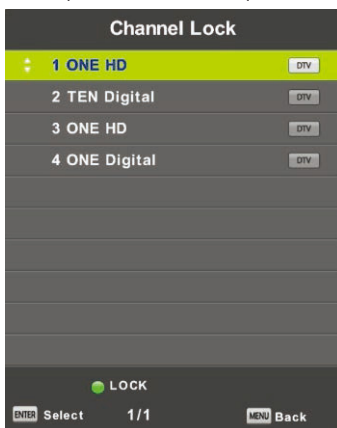 Channel Lock
1 ONE HD DTV
2 TEN Digital DTV
3 ONE HD DTV
4 ONE Digital DTV
LOCK
ENTER Select 1/1 MENU Back